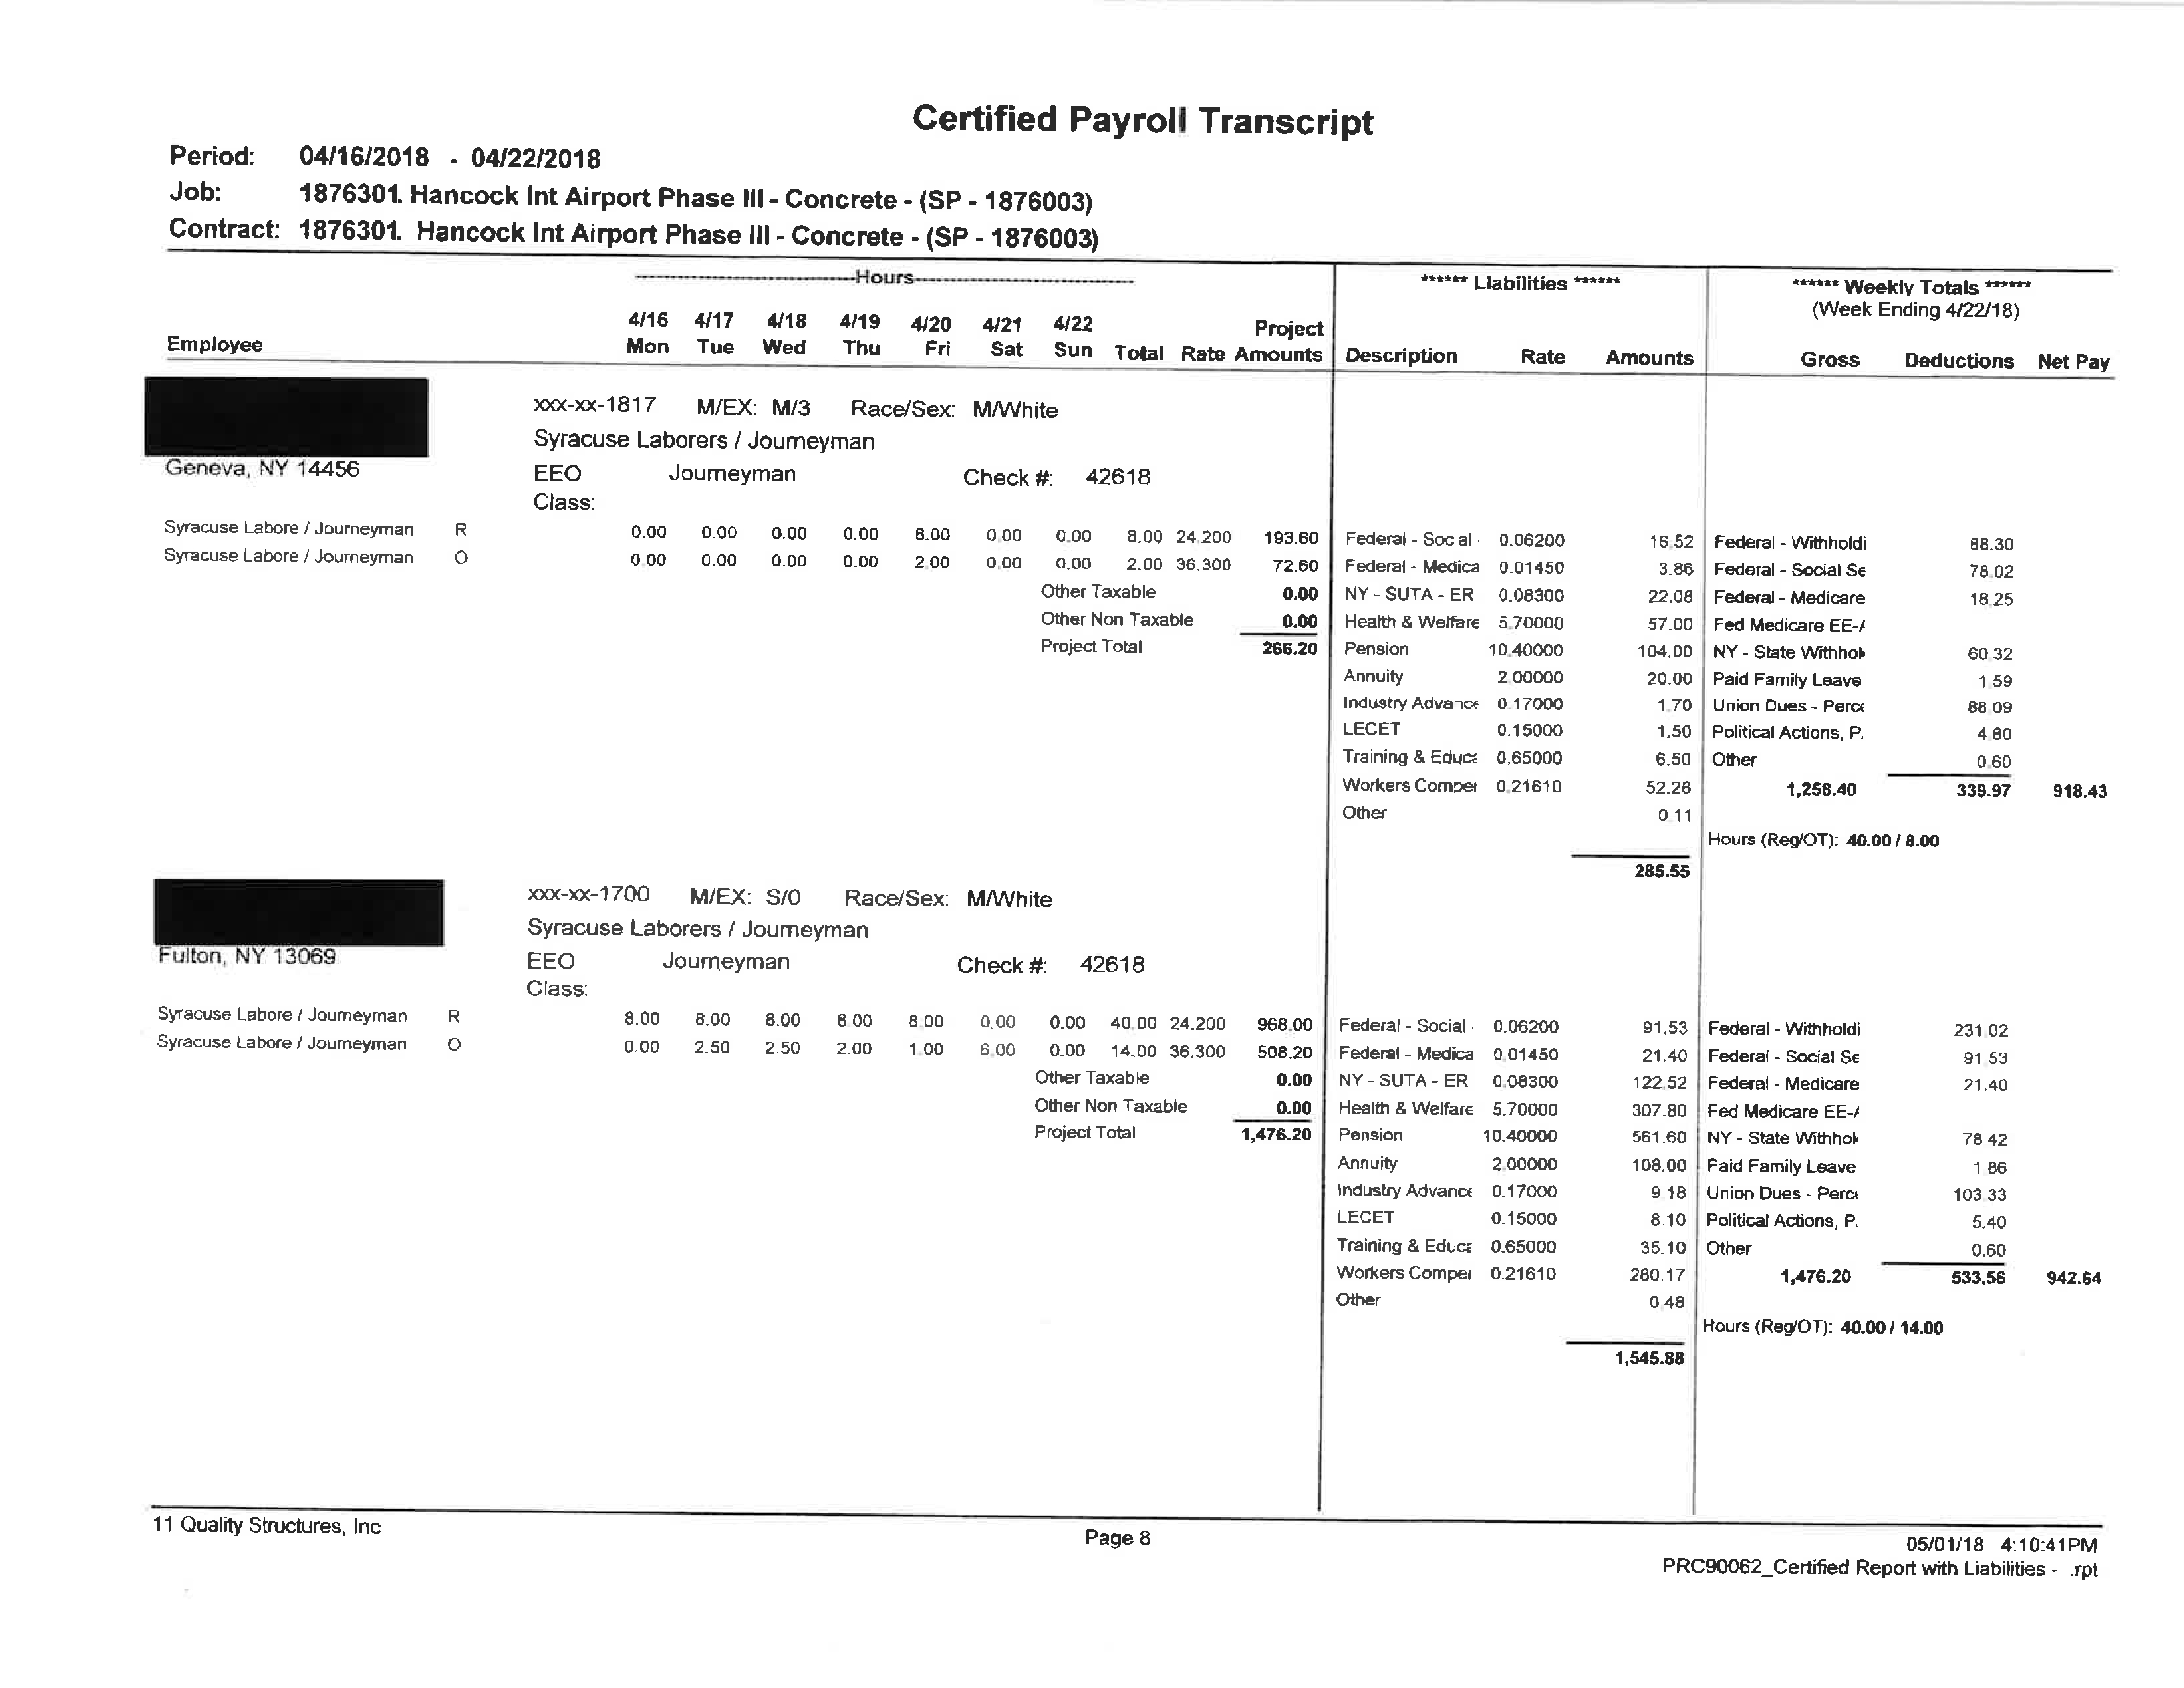 Certified Payroll Transcript
Period: 04/16/2018 - 04/22/2018
Job: 1876301. Hancock Int Airport Phase III - Concrete - (SP - 1876003)
Contract: 1876301. Hancock Int Airport Phase III - Concrete - (SP - 1876003)
Hours ****** Liabilities ****** ****** Weekly Totals ******
(Week Ending 4/22/18)
4/16 4/17 4/18 4/19 4/20 4/21 4/22 Project
Employee Mon Tue Wed Thu Fri Sat Sun Total Rate Amounts Description Rate Amounts Gross Deductions Net Pay
xxx-xx-1817 M/EX: M/3 Race/Sex: M/White
Syracuse Laborers / Journeyman
Geneva, NY 14456 EEO Journeyman Check #: 42618
Class:
Syracuse Labore / Journeyman R 0.00 0.00 0.00 0.00 8.00 0.00 0.00 8.00 24.200 193.60 Federal - Social 0.06200 16.52 Federal - Withholdi 88.30
Syracuse Labore / Journeyman O 0.00 0.00 0.00 0.00 2.00 0.00 0.00 2.00 36.300 72.60 Federal - Medica 0.01450 3.86 Federal - Social Se 78.02
Other Taxable 0.00 NY - SUTA - ER 0.08300 22.08 Federal - Medicare 18.25
Other Non Taxable 0.00 Health & Welfare 5.70000 57.00 Fed Medicare EE-A
Project Total 266.20 Pension 10.40000 104.00 NY - State Withhol 60.32
Annuity 2.00000 20.00 Paid Family Leave 1.59
Industry Advance 0.17000 1.70 Union Dues - Perce 88.09
LECET 0.15000 1.50 Political Actions, P. 4.80
Training & Educa 0.65000 6.50 Other 0.60
Workers Comper 0.21610 52.28 1,258.40 339.97 918.43
Other 0.11
Hours (Reg/OT): 40.00 / 8.00
285.55
xxx-xx-1700 M/EX: S/0 Race/Sex: M/White
Syracuse Laborers / Journeyman
Fulton, NY 13069 EEO Journeyman Check #: 42618
Class:
Syracuse Labore / Journeyman R 8.00 8.00 8.00 8.00 8.00 0.00 0.00 40.00 24.200 968.00 Federal - Social 0.06200 91.53 Federal - Withholdi 231.02
Syracuse Labore / Journeyman O 0.00 2.50 2.50 2.00 1.00 6.00 0.00 14.00 36.300 508.20 Federal - Medica 0.01450 21.40 Federal - Social Se 91.53
Other Taxable 0.00 NY - SUTA - ER 0.08300 122.52 Federal - Medicare 21.40
Other Non Taxable 0.00 Health & Welfare 5.70000 307.80 Fed Medicare EE-A
Project Total 1,476.20 Pension 10.40000 561.60 NY - State Withhol 78.42
Annuity 2.00000 108.00 Paid Family Leave 1.86
Industry Advance 0.17000 9.18 Union Dues - Perce 103.33
LECET 0.15000 8.10 Political Actions, P. 5.40
Training & Educa 0.65000 35.10 Other 0.60
Workers Comper 0.21610 280.17 1,476.20 533.56 942.64
Other 0.48
Hours (Reg/OT): 40.00 / 14.00
1,545.88
11 Quality Structures, Inc Page 8 05/01/18 4:10:41PM
PRC90062_Certified Report with Liabilities - .rpt